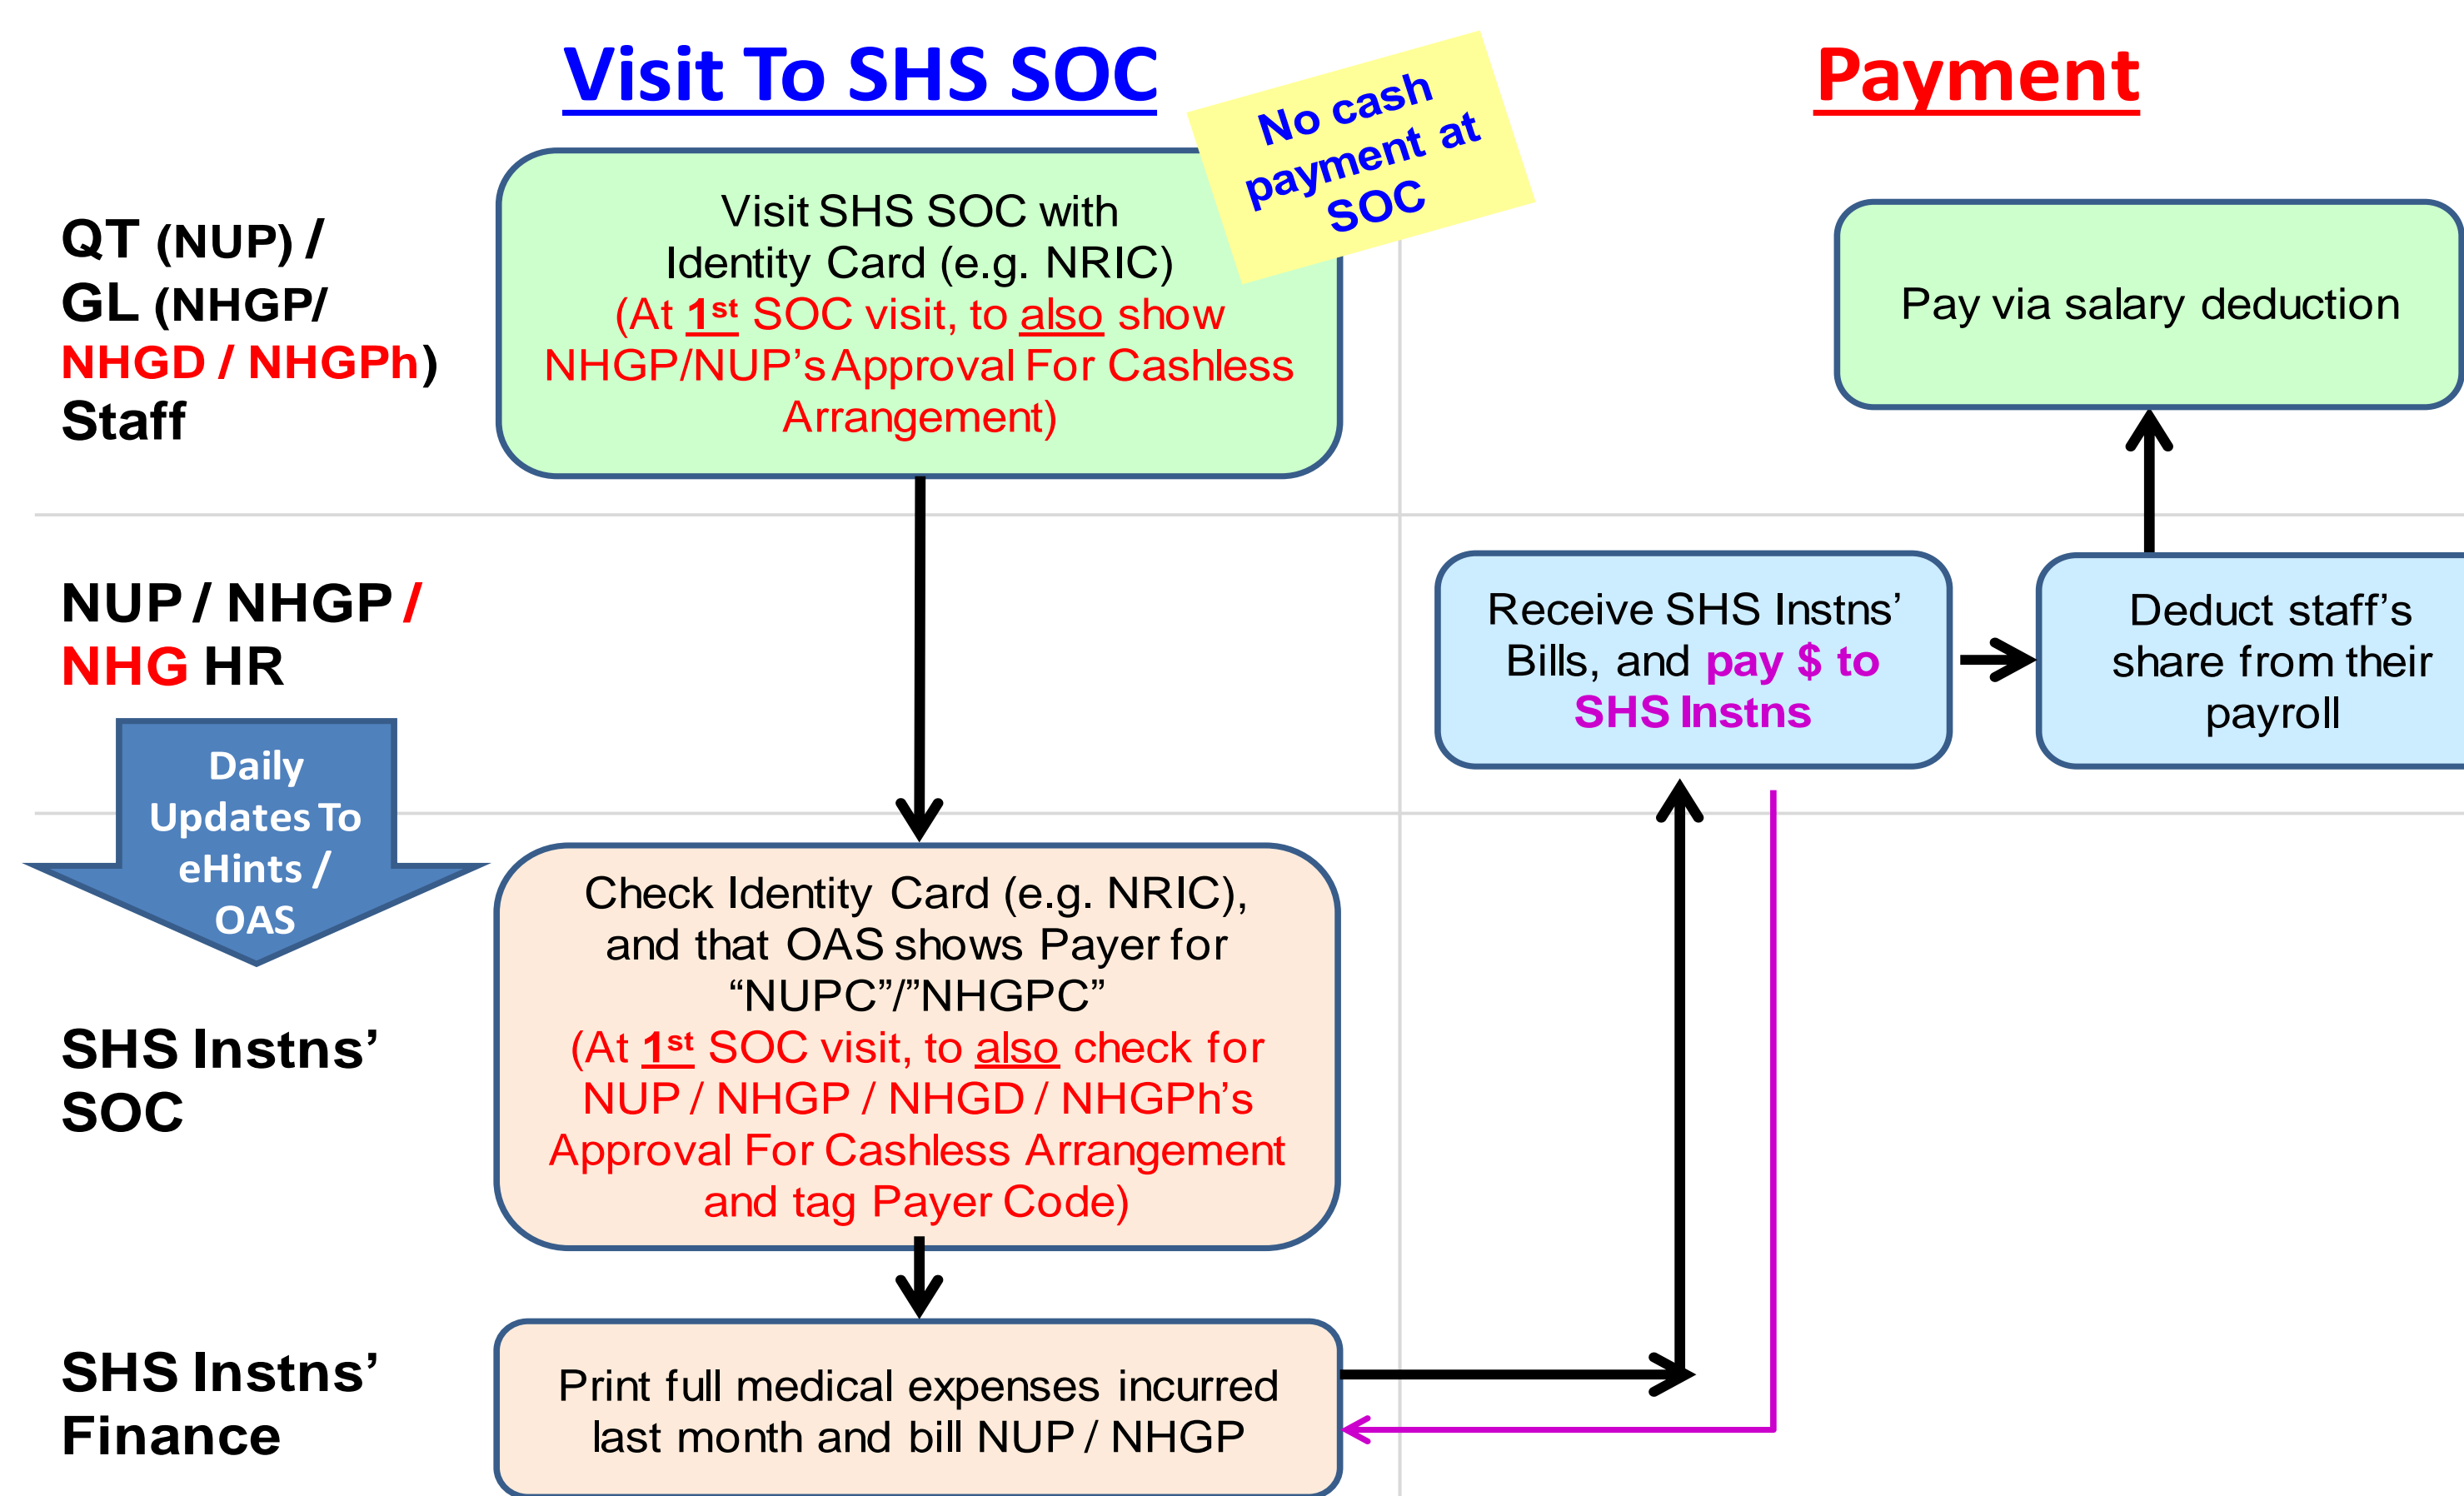 Visit To SHS SOC
Payment
No cash
payment at
SOC
QT (NUP) /
GL (NHGP/
NHGD / NHGPh)
Staff
Visit SHS SOC with
Identity Card (e.g. NRIC)
(At 1st SOC visit, to also show
NHGP/NUP’s Approval For Cashless
Arrangement)
Pay via salary deduction
NUP / NHGP /
NHG HR
Receive SHS Instns’
Bills, and pay $ to
SHS Instns
Deduct staff’s
share from their
payroll
Daily
Updates To
eHints /
OAS
SHS Instns’
SOC
Check Identity Card (e.g. NRIC),
and that OAS shows Payer for
“NUPC”/”NHGPC”
(At 1st SOC visit, to also check for
NUP / NHGP / NHGD / NHGPh’s
Approval For Cashless Arrangement
and tag Payer Code)
SHS Instns’
Finance
Print full medical expenses incurred
last month and bill NUP / NHGP